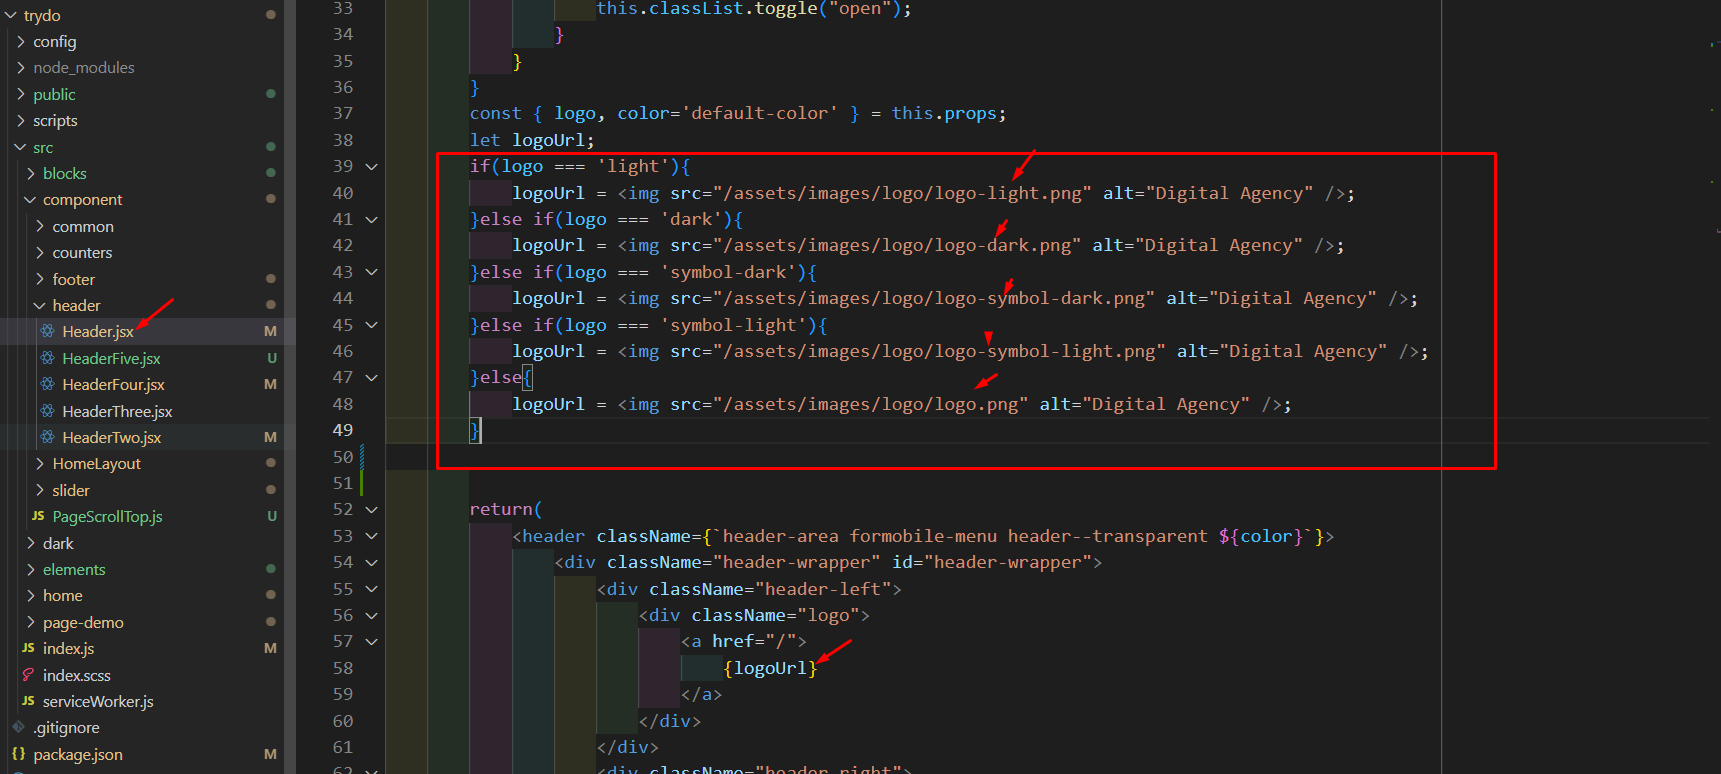 trydo
config
node_modules
public
scripts
src
blocks
component
common
counters
footer
header
Header.jsx M
HeaderFive.jsx U
HeaderFour.jsx M
HeaderThree.jsx
HeaderTwo.jsx M
HomeLayout
slider
JS PageScrollTop.js U
dark
elements
home
page-demo
JS index.js M
index.scss
JS serviceWorker.js
.gitignore
{} package.json M
33 this.classList.toggle("open");
34 }
35 }
36 }
37 const { logo, color='default-color' } = this.props;
38 let logoUrl;
39 if(logo === 'light'){
40 logoUrl = <img src="/assets/images/logo/logo-light.png" alt="Digital Agency" />;
41 }else if(logo === 'dark'){
42 logoUrl = <img src="/assets/images/logo/logo-dark.png" alt="Digital Agency" />;
43 }else if(logo === 'symbol-dark'){
44 logoUrl = <img src="/assets/images/logo/logo-symbol-dark.png" alt="Digital Agency" />;
45 }else if(logo === 'symbol-light'){
46 logoUrl = <img src="/assets/images/logo/logo-symbol-light.png" alt="Digital Agency" />;
47 }else{
48 logoUrl = <img src="/assets/images/logo/logo.png" alt="Digital Agency" />;
49 }
50
51
52 return(
53 <header className={`header-area formobile-menu header--transparent ${color}`}>
54 <div className="header-wrapper" id="header-wrapper">
55 <div className="header-left">
56 <div className="logo">
57 <a href="/">
58 {logoUrl}
59 </a>
60 </div>
61 </div>
62 <div className="header-right">